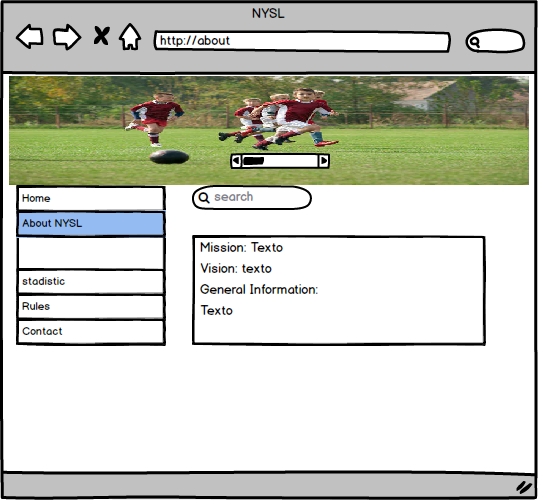 NYSL
http://about
Home
About NYSL
stadistic
Rules
Contact
search
Mission: Texto
Vision: texto
General Information:
Texto